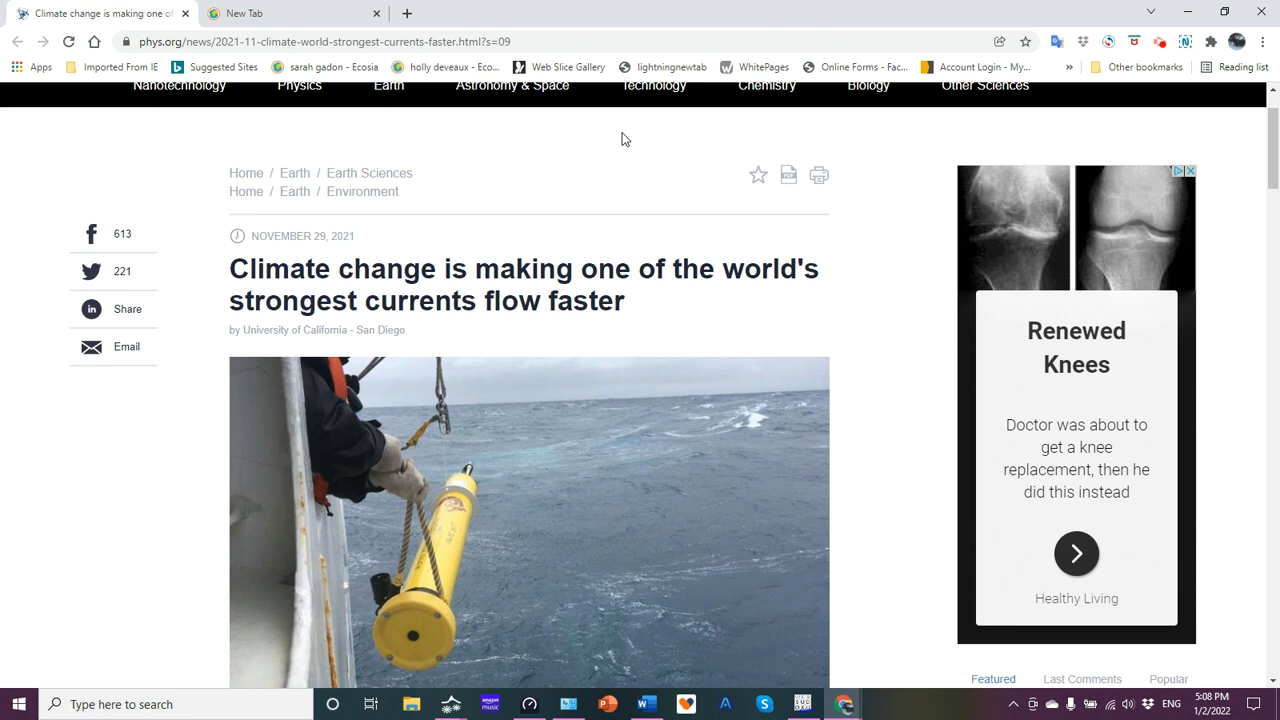 Climate change is making one of
New Tab
phys.org/news/2021-11-climate-world-strongest-currents-faster.html?s=09
Apps Imported From IE Suggested Sites sarah gadon - Ecosia holly deveaux - Eco... Web Slice Gallery lightningnewtab WhitePages Online Forms - Fac... Account Login - My... » Other bookmarks Reading list
Nanotechnology Physics Earth Astronomy & Space Technology Chemistry Biology Other Sciences
Home / Earth / Earth Sciences
Home / Earth / Environment
PDF
613
221
in Share
Email
NOVEMBER 29, 2021
Climate change is making one of the world's
strongest currents flow faster
by University of California - San Diego
Renewed
Knees
Doctor was about to
get a knee
replacement, then he
did this instead
Healthy Living
Featured Last Comments Popular
Type here to search
amazon
music
ENG
5:08 PM
1/2/2022